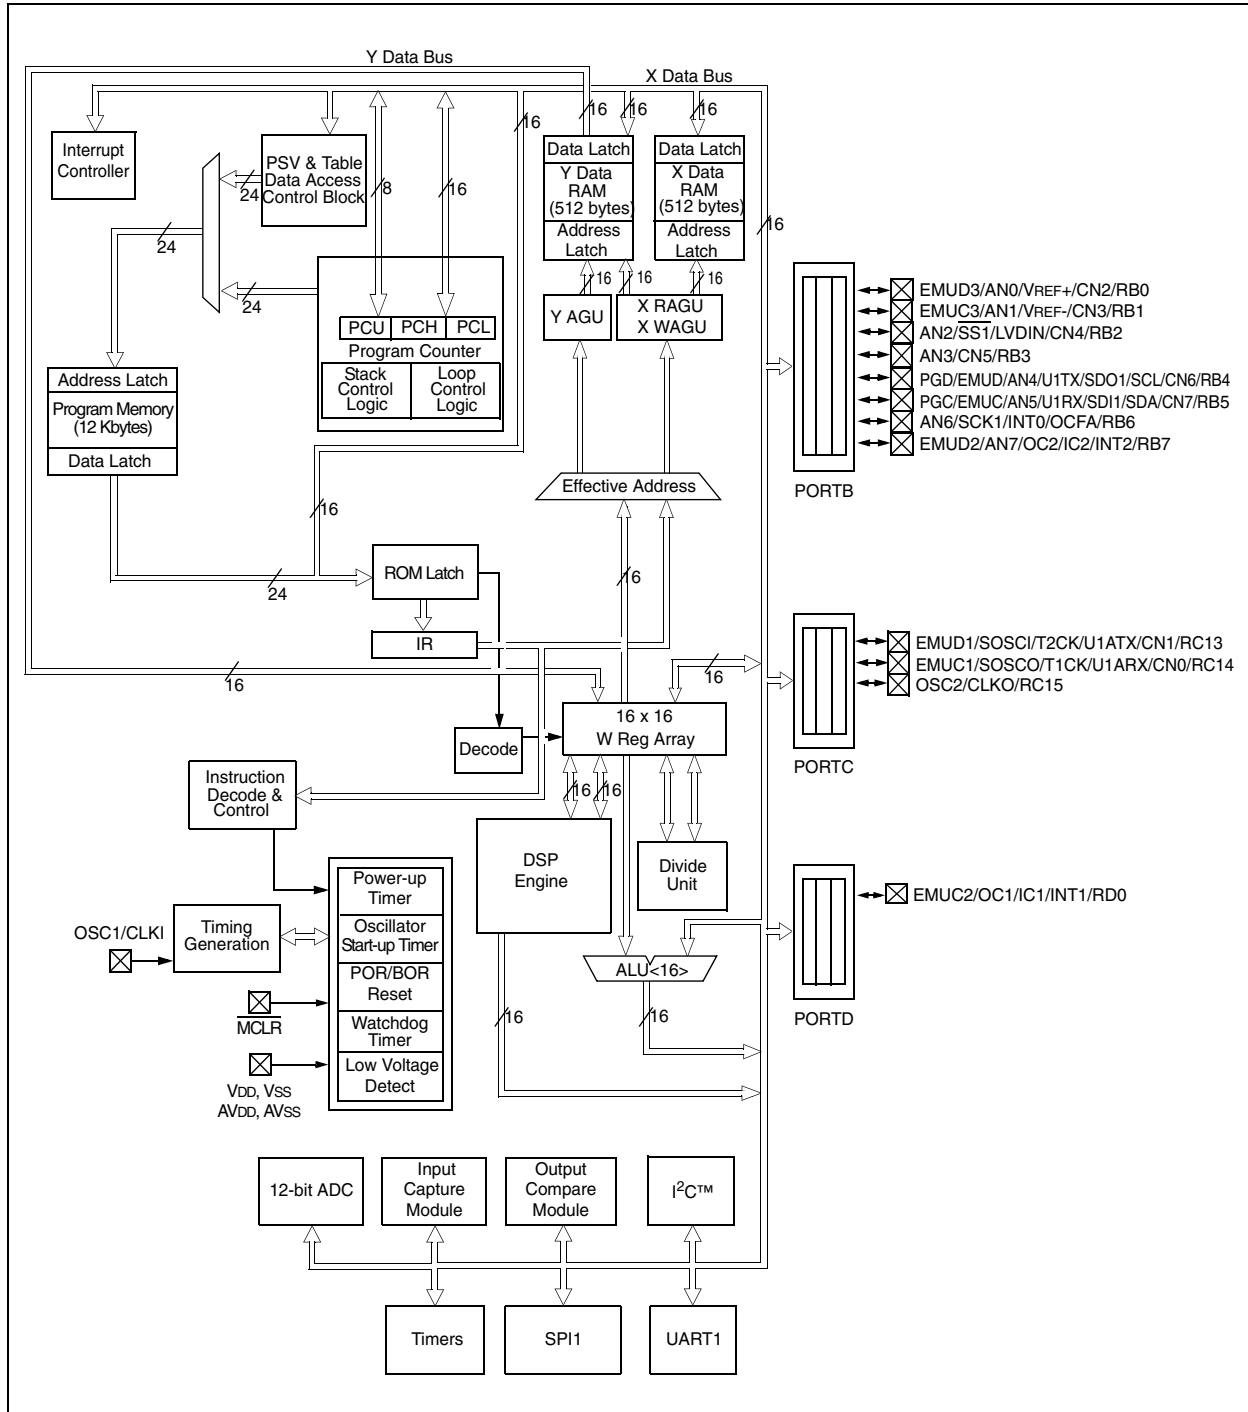 Y Data Bus
X Data Bus
16
16
16
16
Interrupt
Controller
PSV & Table
Data Access
Control Block
24
8
16
Data Latch
Y Data
RAM
(512 bytes)
Address
Latch
Data Latch
X Data
RAM
(512 bytes)
Address
Latch
16
24
24
16
16
16
Y AGU
X RAGU
X WAGU
PCU
PCH
PCL
Program Counter
Stack
Control
Logic
Loop
Control
Logic
Address Latch
Program Memory
(12 Kbytes)
Data Latch
Effective Address
16
24
ROM Latch
IR
16
16
16
16 x 16
W Reg Array
Decode
Instruction
Decode &
Control
16
16
DSP
Engine
Divide
Unit
OSC1/CLKI
Timing
Generation
Power-up
Timer
Oscillator
Start-up Timer
POR/BOR
Reset
Watchdog
Timer
Low Voltage
Detect
MCLR
VDD, VSS
AVDD, AVSS
ALU<16>
16
16
EMUD3/AN0/VREF+/CN2/RB0
EMUC3/AN1/VREF-/CN3/RB1
AN2/SS1/LVDIN/CN4/RB2
AN3/CN5/RB3
PGD/EMUD/AN4/U1TX/SDO1/SCL/CN6/RB4
PGC/EMUC/AN5/U1RX/SDI1/SDA/CN7/RB5
AN6/SCK1/INT0/OCFA/RB6
EMUD2/AN7/OC2/IC2/INT2/RB7
PORTB
EMUD1/SOSCI/T2CK/U1ATX/CN1/RC13
EMUC1/SOSCO/T1CK/U1ARX/CN0/RC14
OSC2/CLKO/RC15
PORTC
EMUC2/OC1/IC1/INT1/RD0
PORTD
12-bit ADC
Input
Capture
Module
Output
Compare
Module
I²C™
Timers
SPI1
UART1